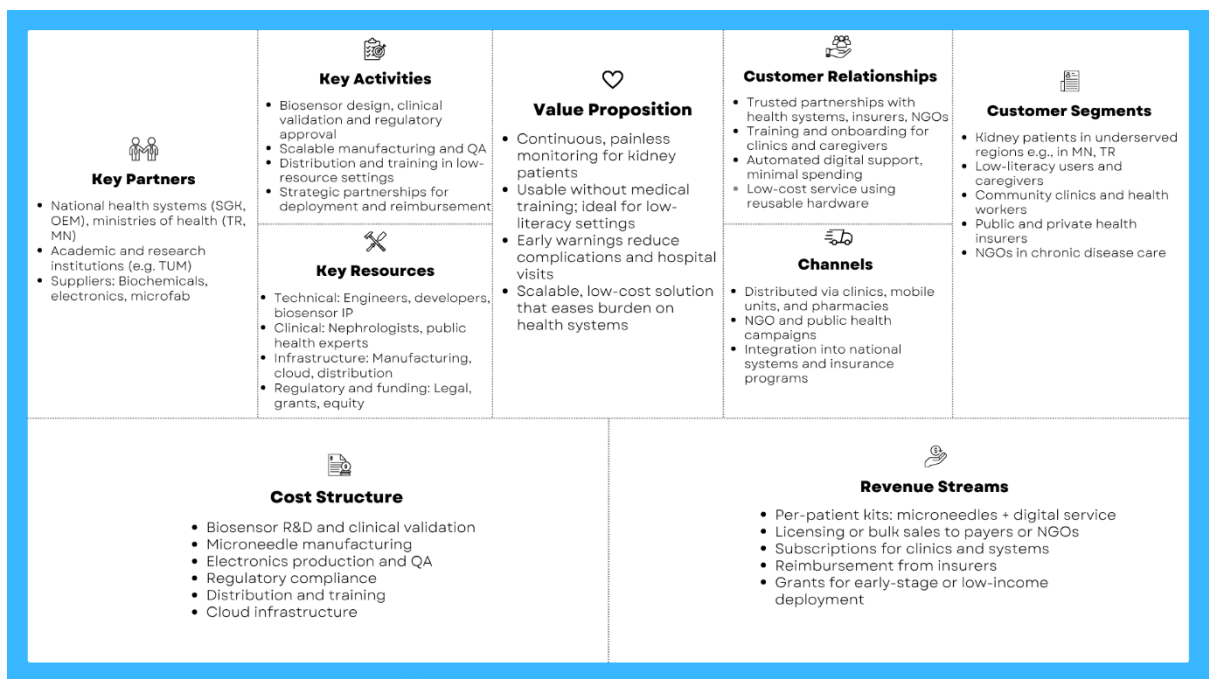 Key Partners
• National health systems (SGK,
OEM), ministries of health (TR,
MN)
• Academic and research
institutions (e.g. TUM)
• Suppliers: Biochemicals,
electronics, microfab
Key Activities
• Biosensor design, clinical
validation and regulatory
approval
• Scalable manufacturing and QA
• Distribution and training in low-
resource settings
• Strategic partnerships for
deployment and reimbursement
Key Resources
• Technical: Engineers, developers,
biosensor IP
• Clinical: Nephrologists, public
health experts
• Infrastructure: Manufacturing,
cloud, distribution
• Regulatory and funding: Legal,
grants, equity
Value Proposition
• Continuous, painless
monitoring for kidney
patients
• Usable without medical
training; ideal for low-
literacy settings
• Early warnings reduce
complications and hospital
visits
• Scalable, low-cost solution
that eases burden on
health systems
Customer Relationships
• Trusted partnerships with
health systems, insurers, NGOs
• Training and onboarding for
clinics and caregivers
• Automated digital support,
minimal spending
• Low-cost service using
reusable hardware
Channels
• Distributed via clinics, mobile
units, and pharmacies
• NGO and public health
campaigns
• Integration into national
systems and insurance
programs
Customer Segments
• Kidney patients in underserved
regions e.g., in MN, TR
• Low-literacy users and
caregivers
• Community clinics and health
workers
• Public and private health
insurers
• NGOs in chronic disease care
Cost Structure
• Biosensor R&D and clinical validation
• Microneedle manufacturing
• Electronics production and QA
• Regulatory compliance
• Distribution and training
• Cloud infrastructure
Revenue Streams
• Per-patient kits: microneedles + digital service
• Licensing or bulk sales to payers or NGOs
• Subscriptions for clinics and systems
• Reimbursement from insurers
• Grants for early-stage or low-income
deployment